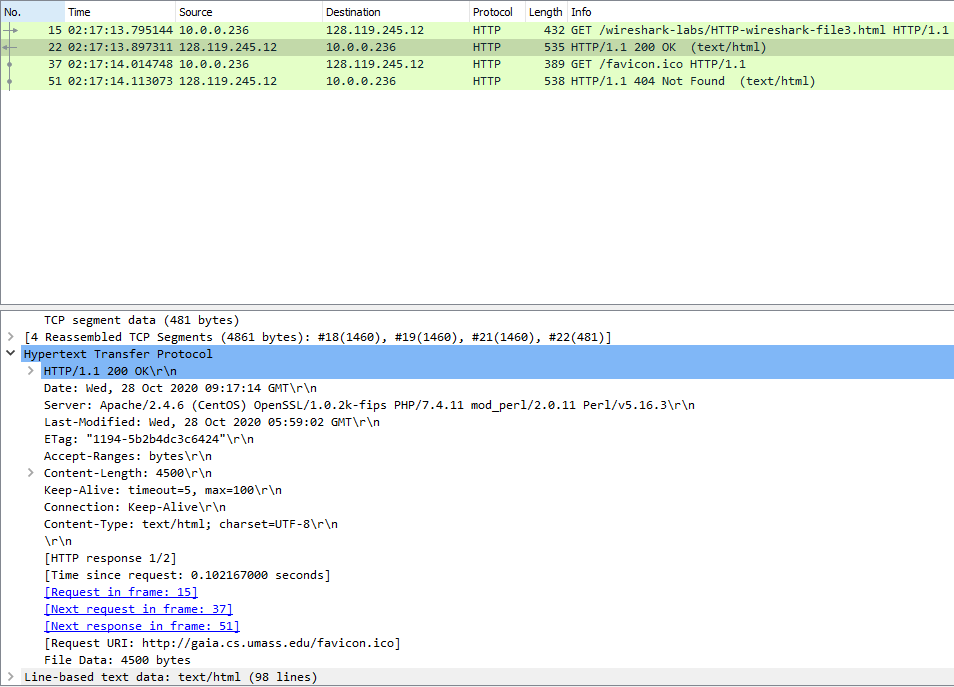 No. Time Source Destination Protocol Length Info
15 02:17:13.795144 10.0.0.236 128.119.245.12 HTTP 432 GET /wireshark-labs/HTTP-wireshark-file3.html HTTP/1.1
22 02:17:13.897311 128.119.245.12 10.0.0.236 HTTP 535 HTTP/1.1 200 OK (text/html)
37 02:17:14.014748 10.0.0.236 128.119.245.12 HTTP 389 GET /favicon.ico HTTP/1.1
51 02:17:14.113073 128.119.245.12 10.0.0.236 HTTP 538 HTTP/1.1 404 Not Found (text/html)
TCP segment data (481 bytes)
[4 Reassembled TCP Segments (4861 bytes): #18(1460), #19(1460), #21(1460), #22(481)]
Hypertext Transfer Protocol
HTTP/1.1 200 OK\r\n
Date: Wed, 28 Oct 2020 09:17:14 GMT\r\n
Server: Apache/2.4.6 (CentOS) OpenSSL/1.0.2k-fips PHP/7.4.11 mod_perl/2.0.11 Perl/v5.16.3\r\n
Last-Modified: Wed, 28 Oct 2020 05:59:02 GMT\r\n
ETag: "1194-5b2b4dc3c6424"\r\n
Accept-Ranges: bytes\r\n
Content-Length: 4500\r\n
Keep-Alive: timeout=5, max=100\r\n
Connection: Keep-Alive\r\n
Content-Type: text/html; charset=UTF-8\r\n
\r\n
[HTTP response 1/2]
[Time since request: 0.102167000 seconds]
[Request in frame: 15]
[Next request in frame: 37]
[Next response in frame: 51]
[Request URI: http://gaia.cs.umass.edu/favicon.ico]
File Data: 4500 bytes
Line-based text data: text/html (98 lines)